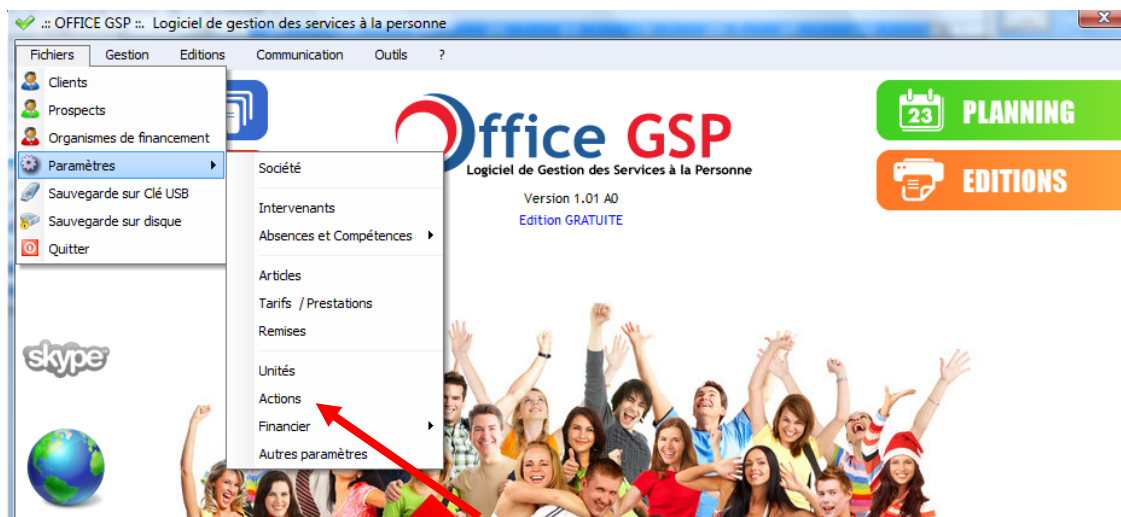 .:: OFFICE GSP ::. Logiciel de gestion des services à la personne
X
Fichiers Gestion Editions Communication Outils ?
Clients
Prospects
Organismes de financement
Paramètres
Sauvegarde sur Clé USB
Sauvegarde sur disque
Quitter
Société
Intervenants
Absences et Compétences
Articles
Tarifs / Prestations
Remises
Unités
Actions
Financier
Autres paramètres
Office GSP
Logiciel de Gestion des Services à la Personne
Version 1.01 A0
Edition GRATUITE
23 PLANNING
EDITIONS
skype